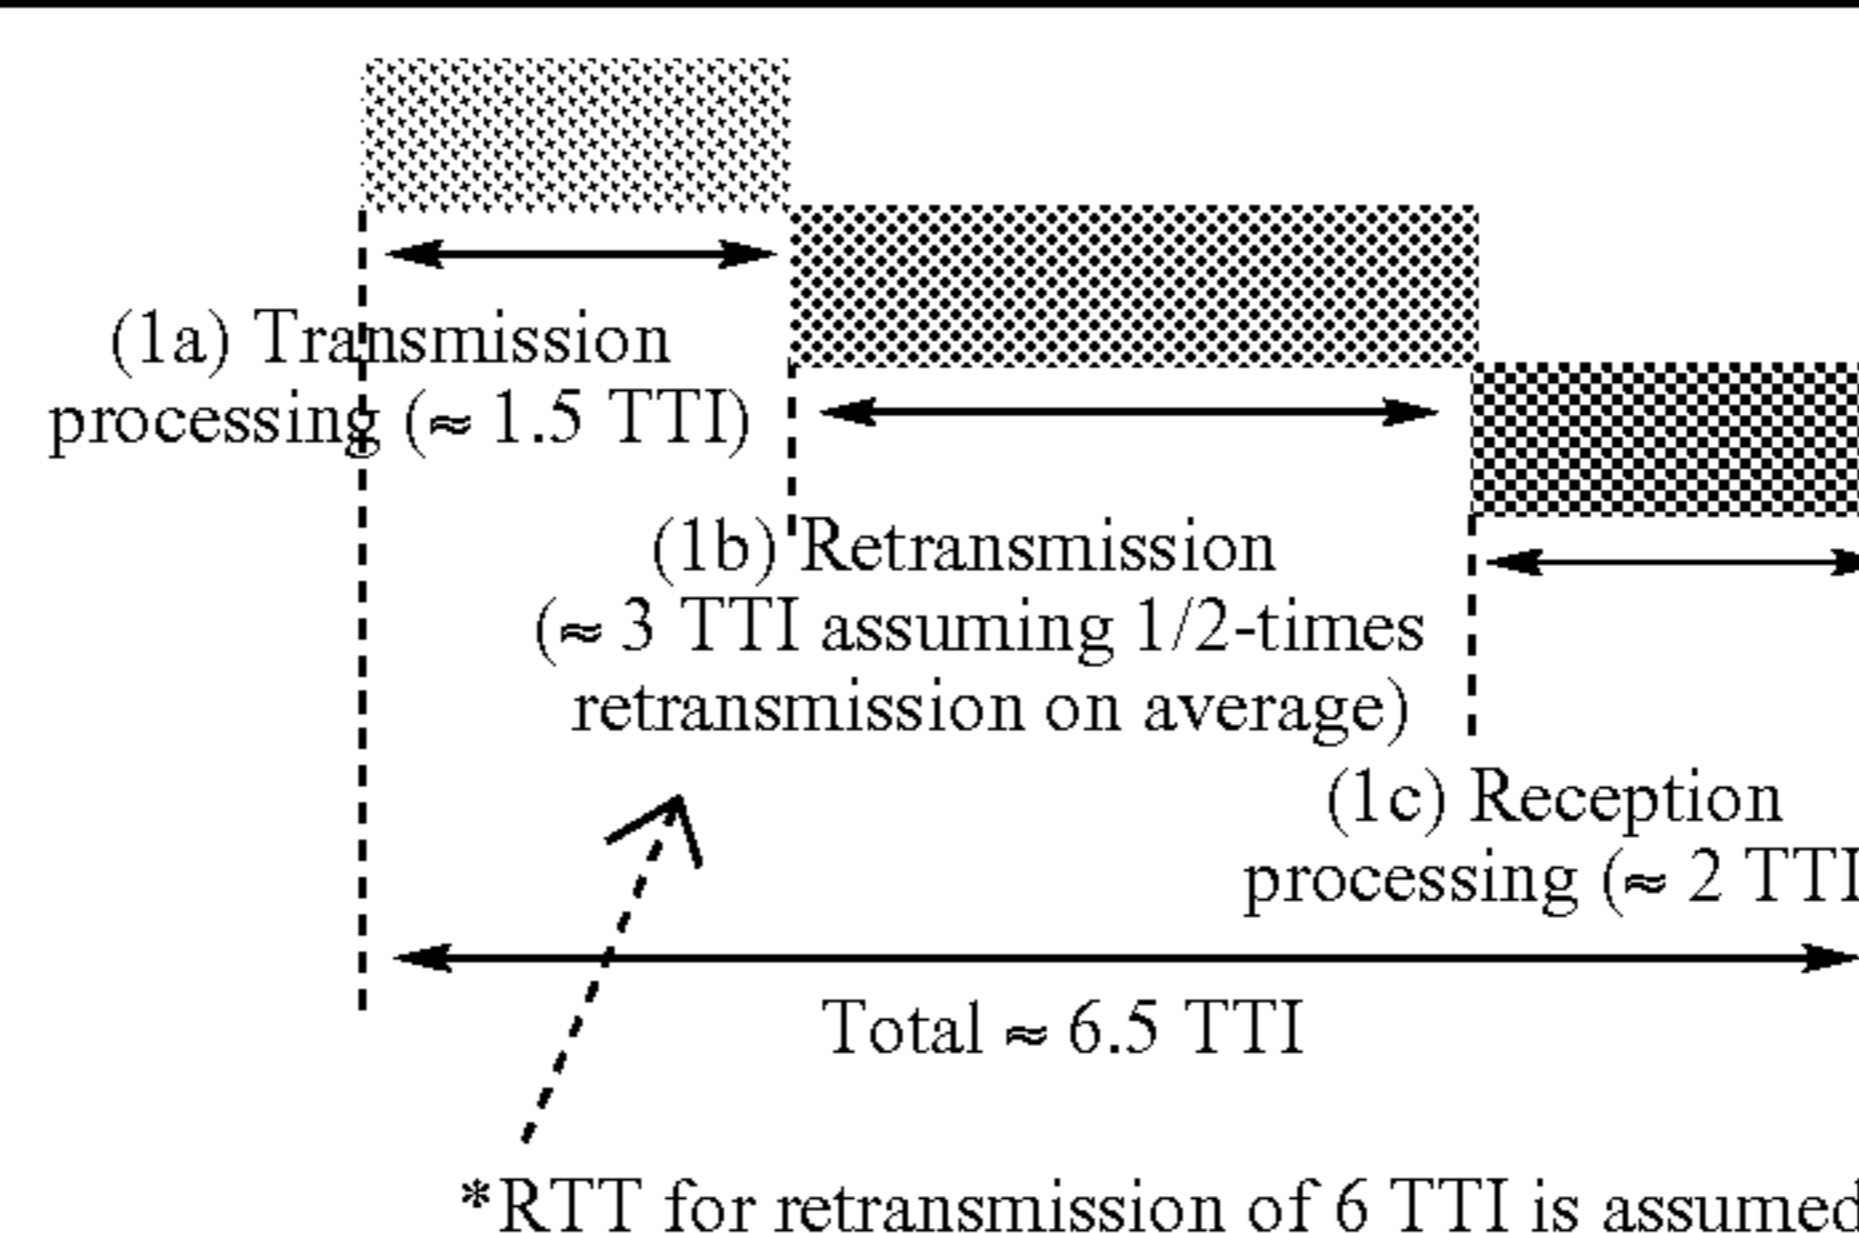 (1a) Transmission
processing (≈ 1.5 TTI)
(1b) Retransmission
(≈ 3 TTI assuming 1/2-times
retransmission on average)
(1c) Reception
processing (≈ 2 TTI
Total ≈ 6.5 TTI
*RTT for retransmission of 6 TTI is assumed